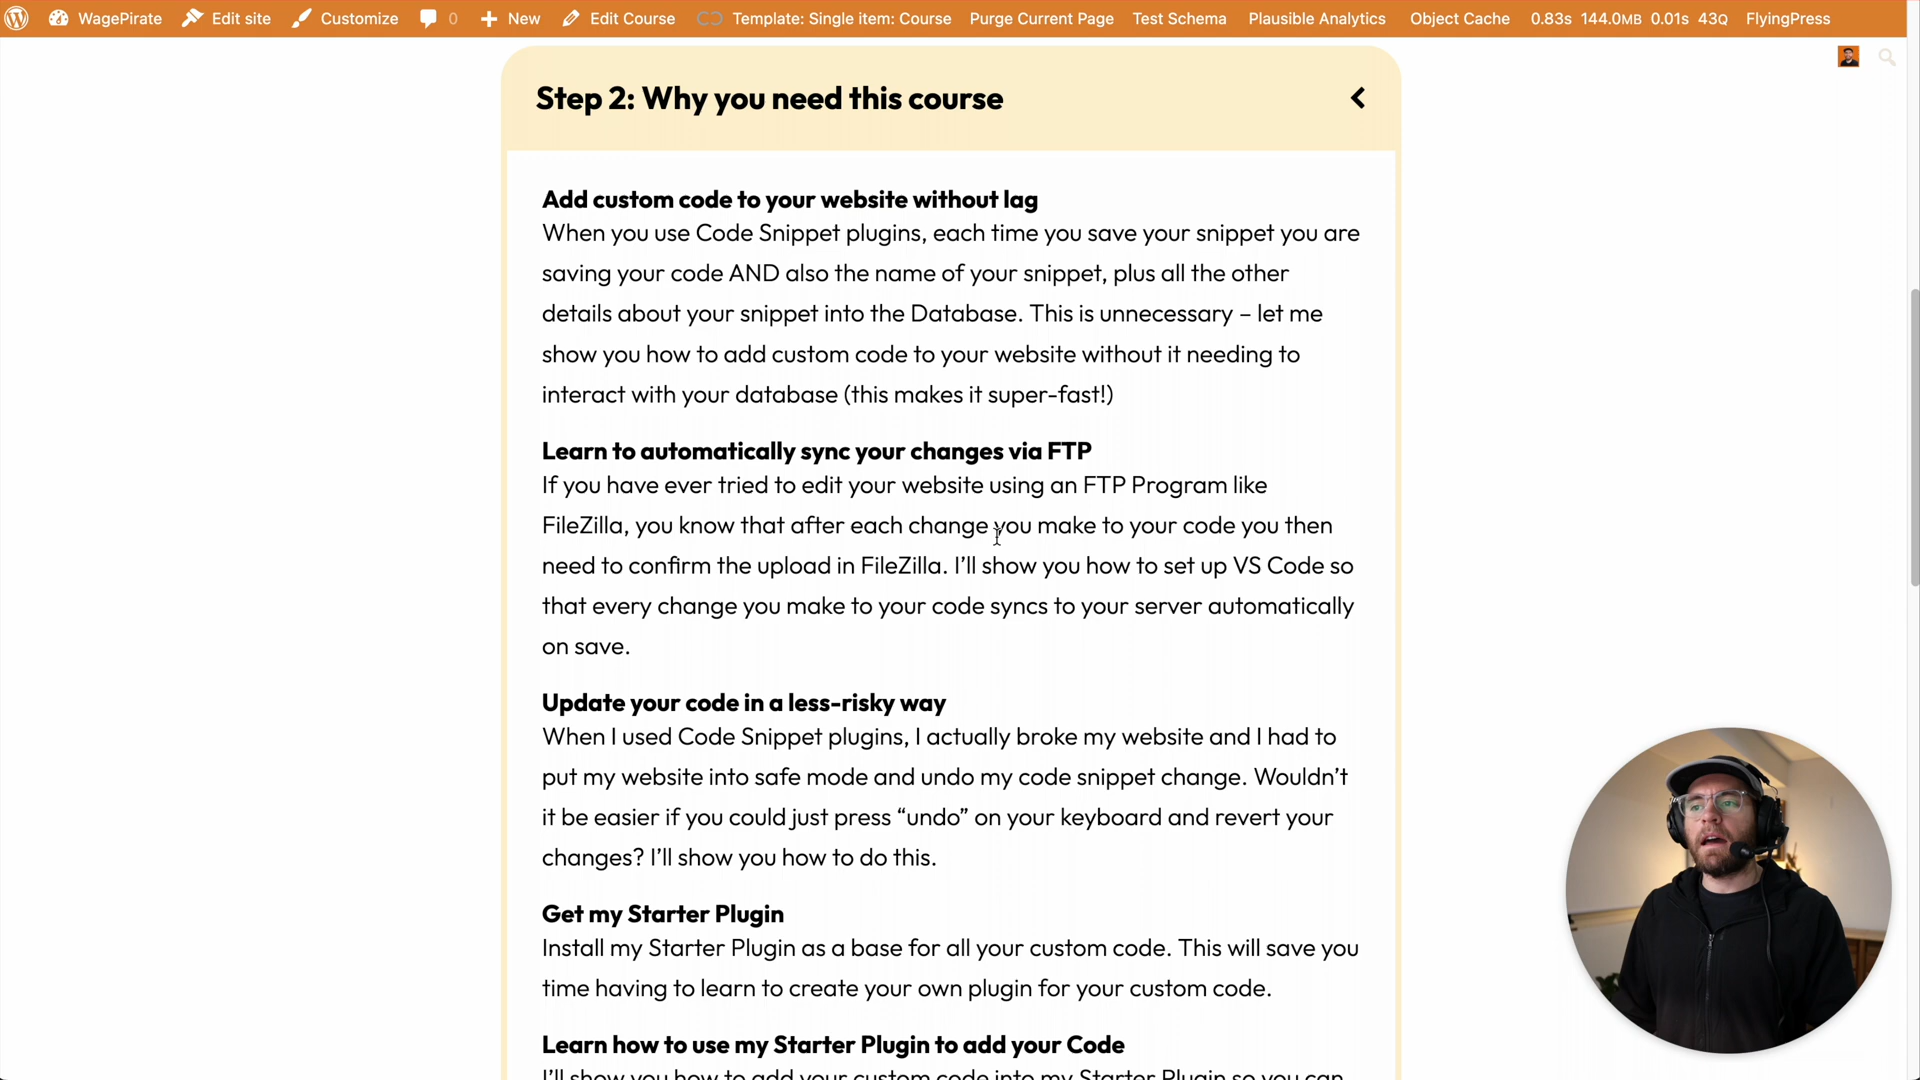 WagePirate Edit site Customize 0 New Edit Course Template: Single item: Course Purge Current Page Test Schema Plausible Analytics Object Cache 0.83s 144.0MB 0.01s 43Q FlyingPress
Step 2: Why you need this course
Add custom code to your website without lag
When you use Code Snippet plugins, each time you save your snippet you are
saving your code AND also the name of your snippet, plus all the other
details about your snippet into the Database. This is unnecessary – let me
show you how to add custom code to your website without it needing to
interact with your database (this makes it super-fast!)
Learn to automatically sync your changes via FTP
If you have ever tried to edit your website using an FTP Program like
FileZilla, you know that after each change you make to your code you then
need to confirm the upload in FileZilla. I’ll show you how to set up VS Code so
that every change you make to your code syncs to your server automatically
on save.
Update your code in a less-risky way
When I used Code Snippet plugins, I actually broke my website and I had to
put my website into safe mode and undo my code snippet change. Wouldn’t
it be easier if you could just press “undo” on your keyboard and revert your
changes? I’ll show you how to do this.
Get my Starter Plugin
Install my Starter Plugin as a base for all your custom code. This will save you
time having to learn to create your own plugin for your custom code.
Learn how to use my Starter Plugin to add your Code
I’ll show you how to add your custom code into my Starter Plugin so you can